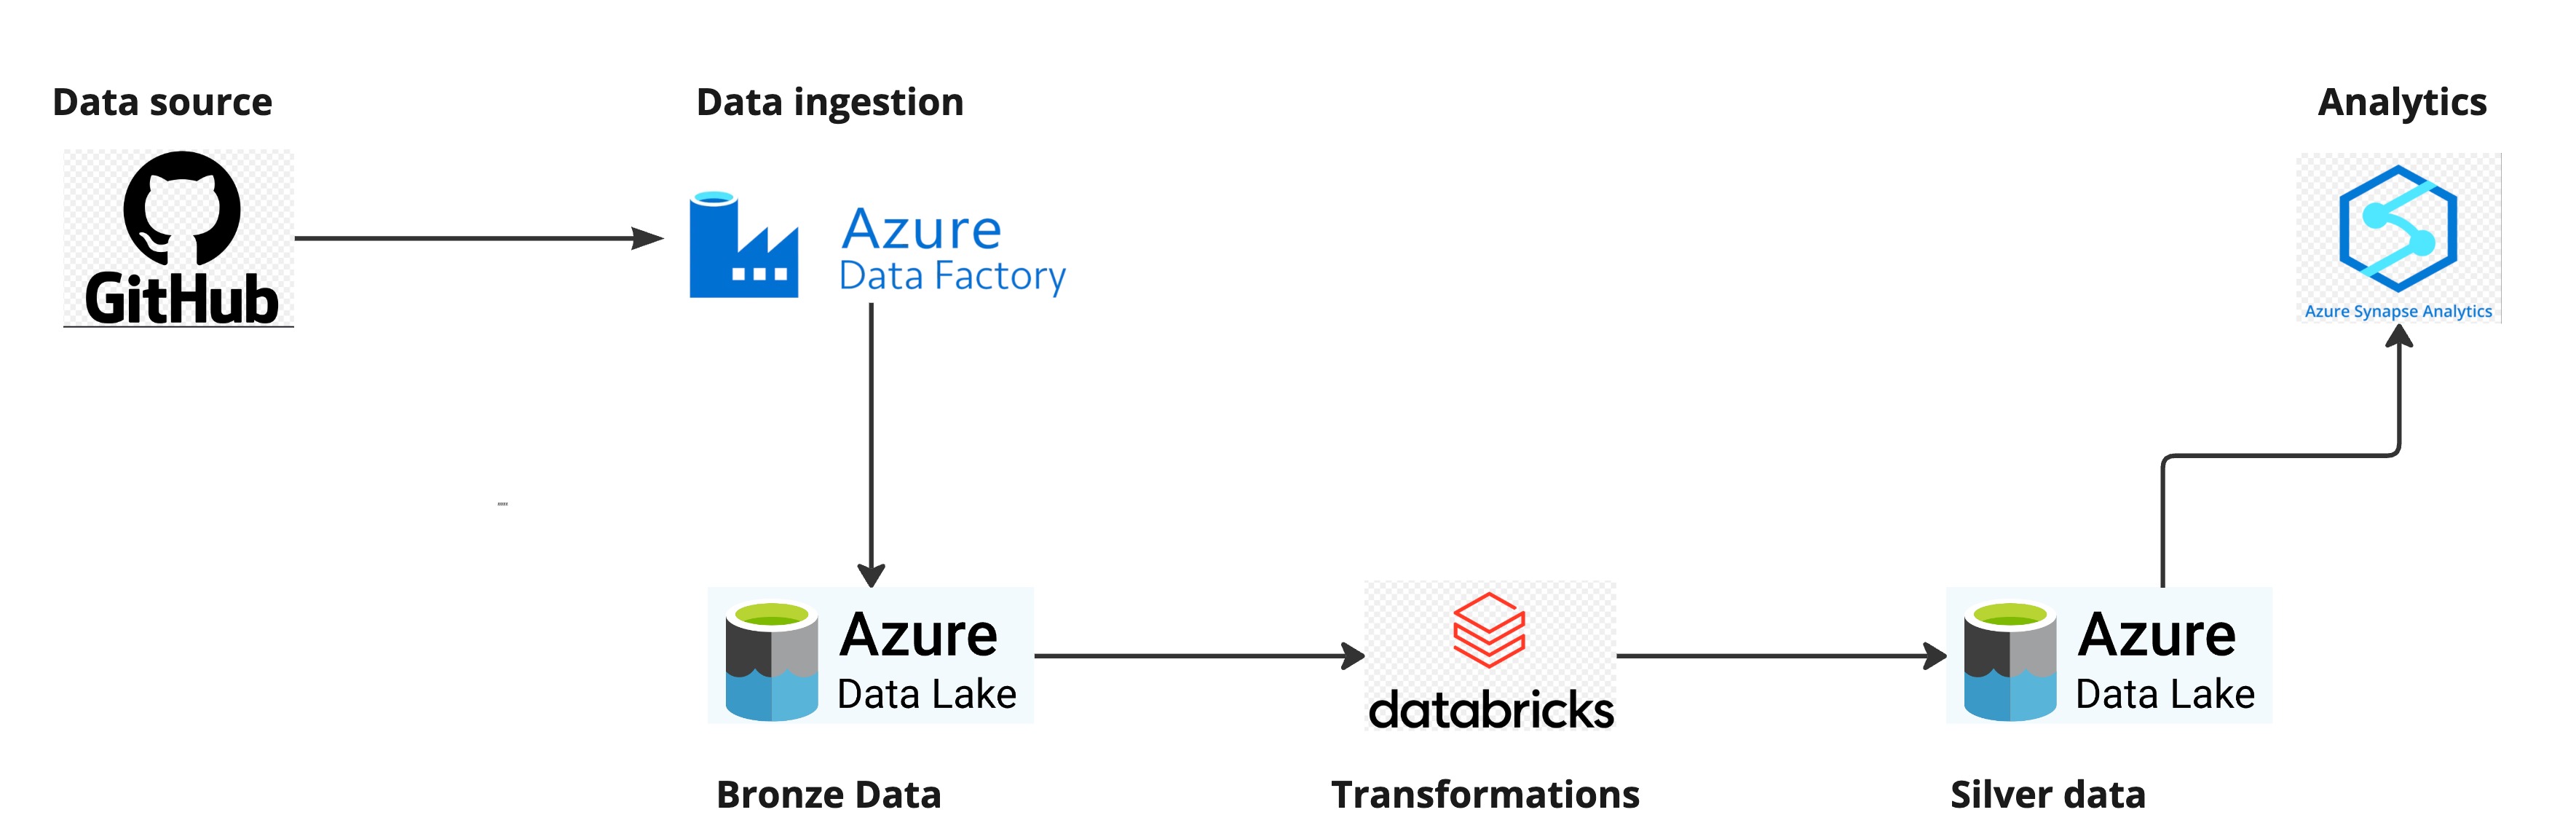 Data source
Data ingestion
Analytics
GitHub
Azure
Data Factory
Azure Synapse Analytics
Azure
Data Lake
databricks
Azure
Data Lake
Bronze Data
Transformations
Silver data